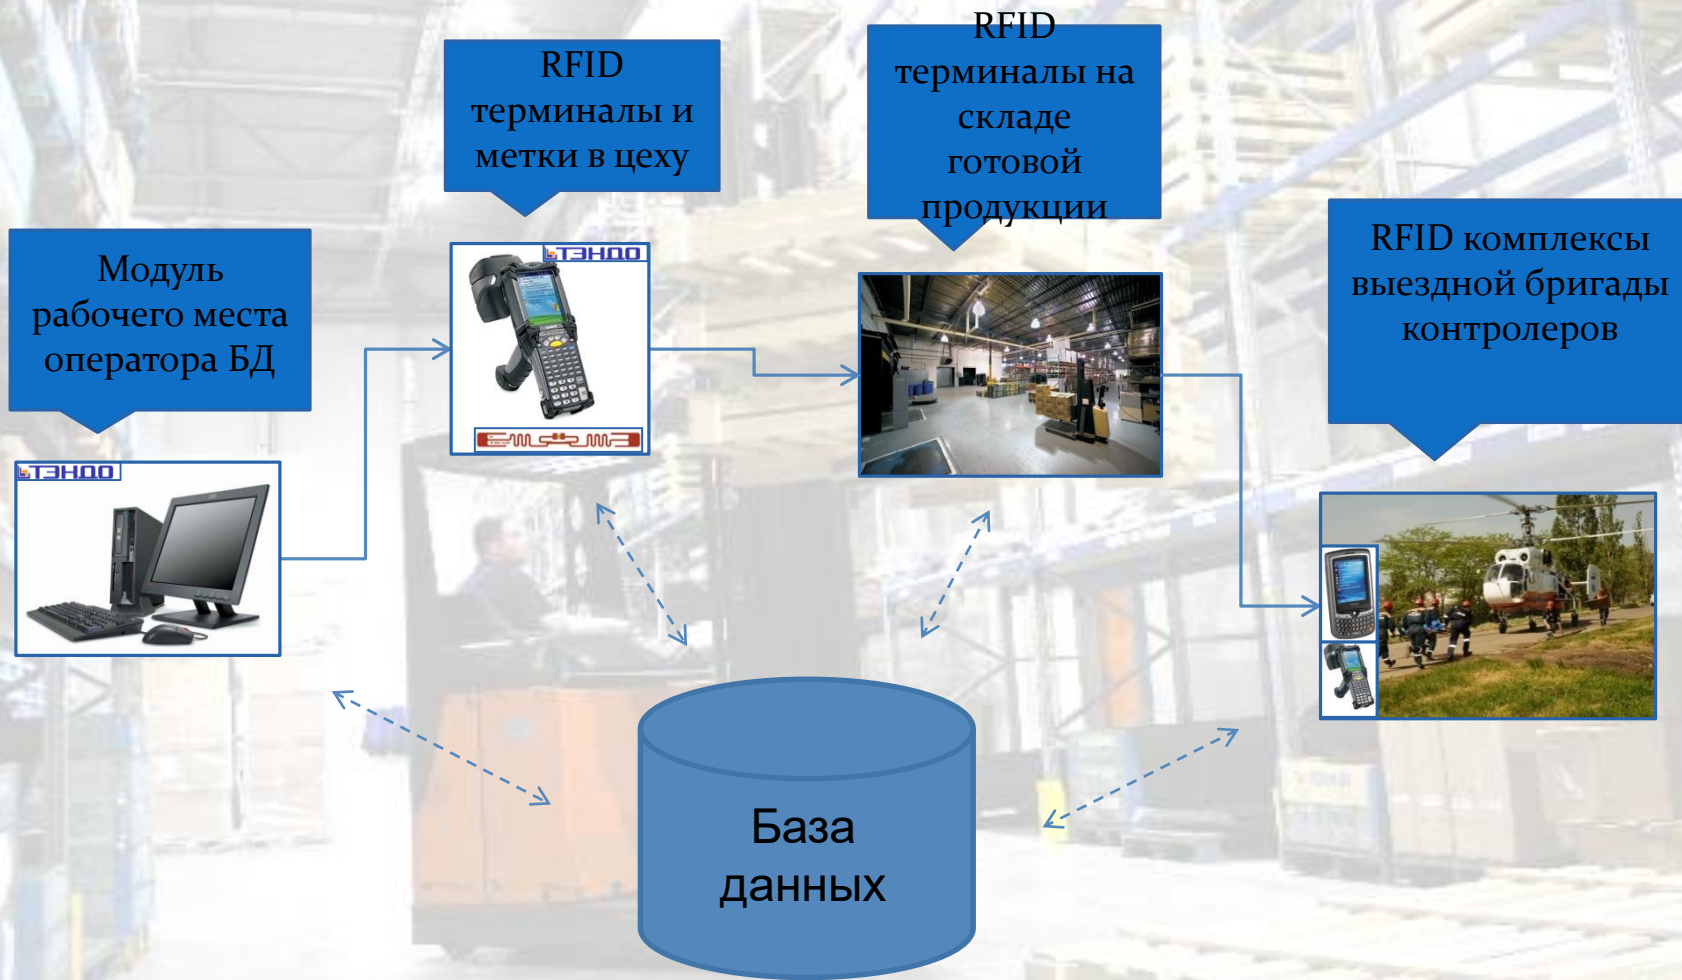 RFID
терминалы и
метки в цеху
RFID
терминалы на
складе
готовой
продукции
Модуль
рабочего места
оператора БД
RFID комплексы
выездной бригады
контролеров
ТЭНДО
ТЭНДО
База
данных